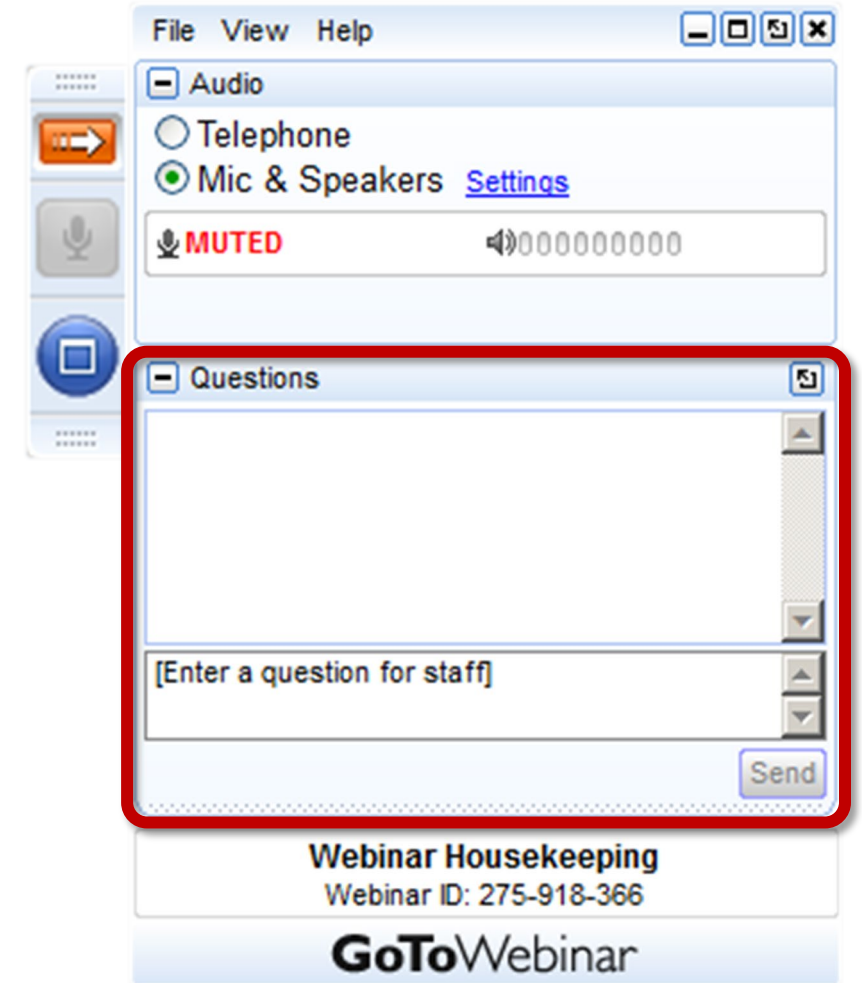 File View Help
Audio
Telephone
Mic & Speakers Settings
MUTED
Questions
[Enter a question for staff]
Send
Webinar Housekeeping
Webinar ID: 275-918-366
GoToWebinar